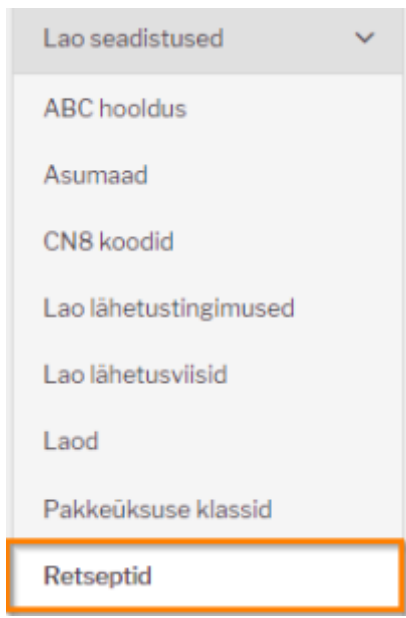 Lao seadistused
ABC hooldus
Asumaad
CN8 koodid
Lao lähetustingimused
Lao lähetusviisid
Laod
Pakkeüksuse klassid
Retseptid